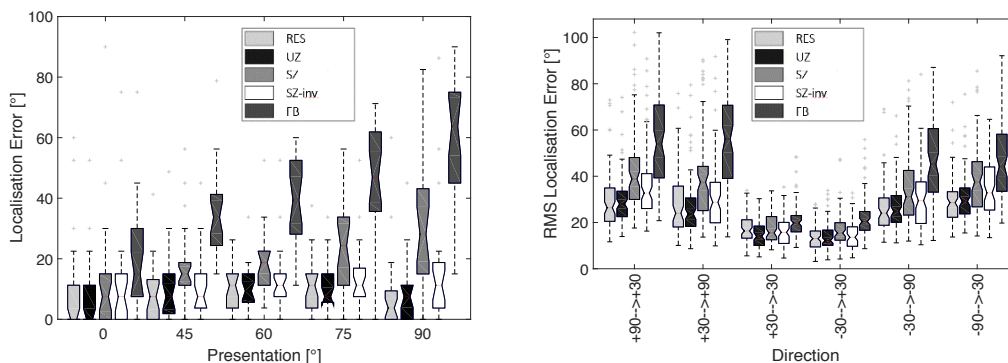 100
80
60
40
20
0
Localisation Error [°]
RES
UZ
SZ
SZ-inv
FB
0
45
60
75
90
Presentation [°]
100
80
60
40
20
0
RMS Localisation Error [°]
RES
UZ
SZ
SZ-inv
FB
+90->+30
+30->+90
+30->-30
-30->+30
-30->-90
-90->-30
Direction